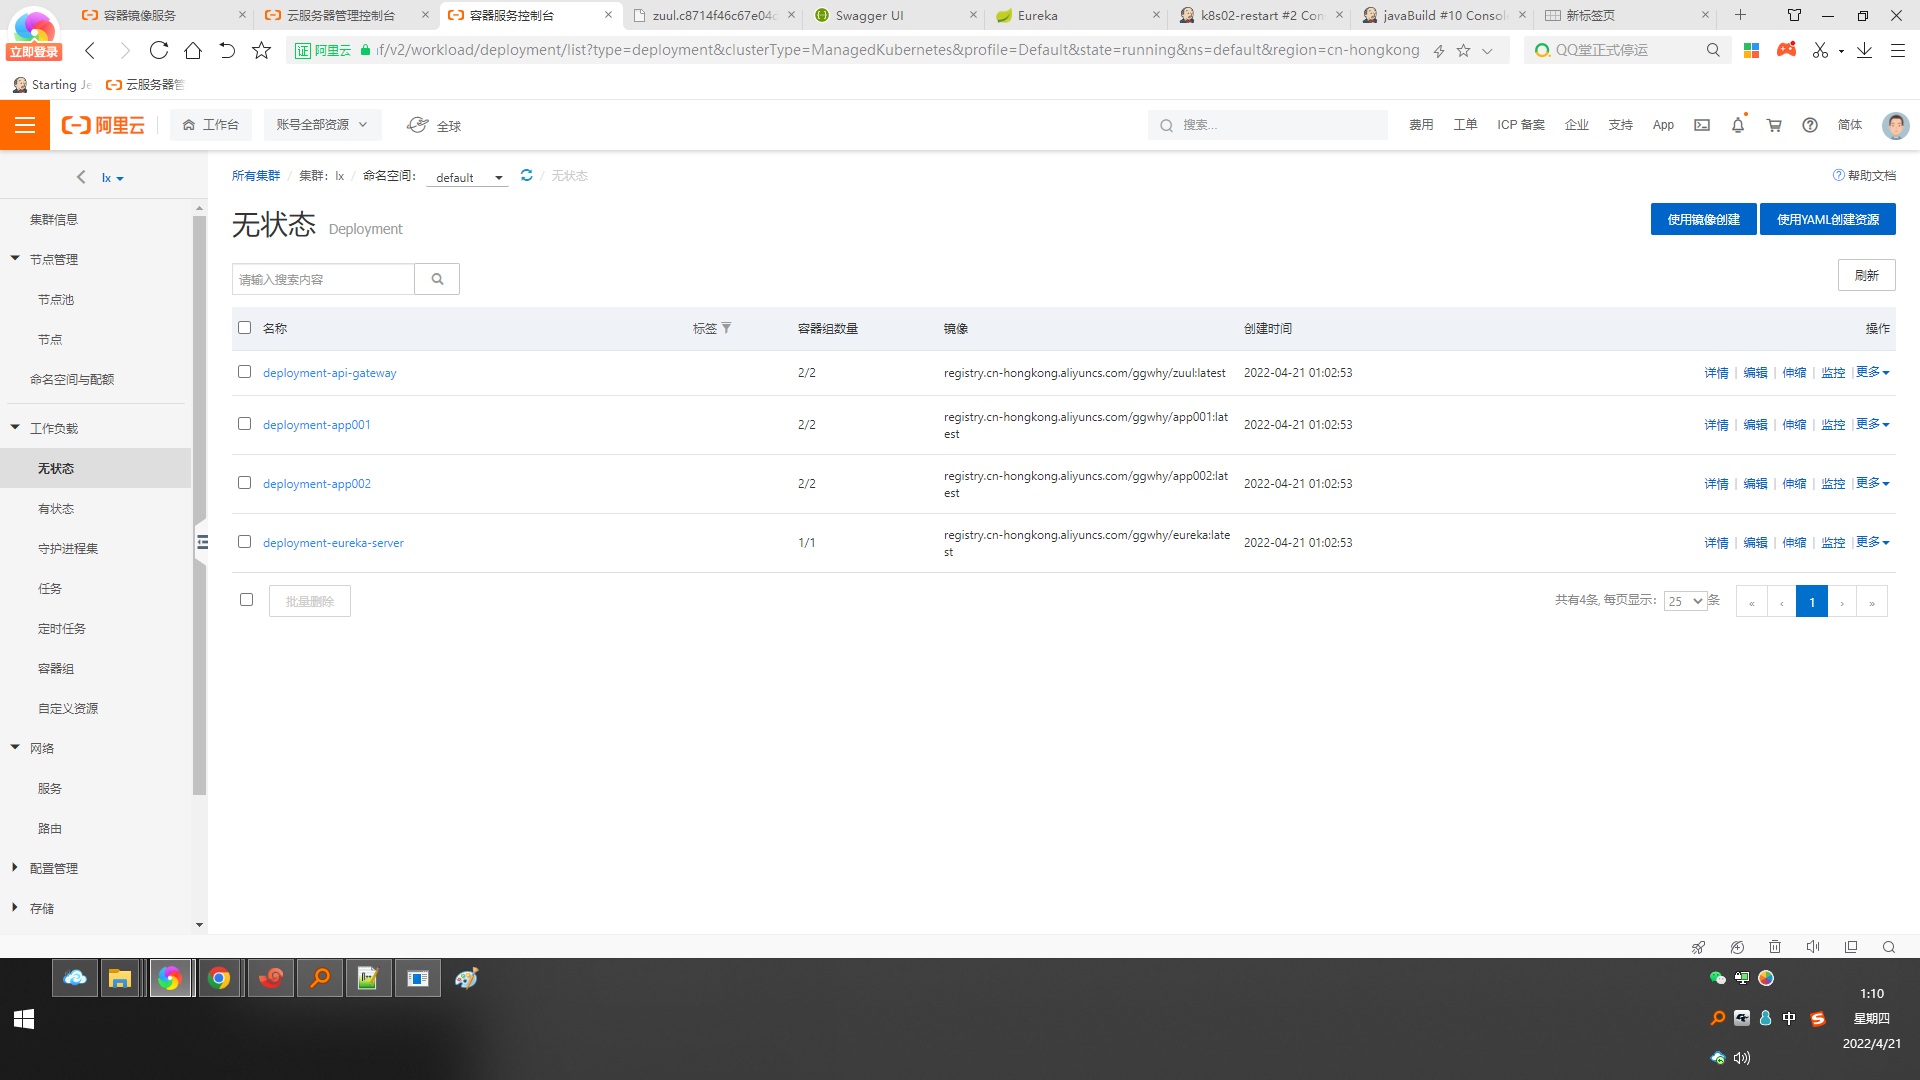 容器镜像服务
云服务器管理控制台
容器服务控制台
zuul.c8714f46c67e04c
Swagger UI
Eureka
k8s02-restart #2 Con
javaBuild #10 Consol
新标签页
立即登录
证 阿里云
nf/v2/workload/deployment/list?type=deployment&clusterType=ManagedKubernetes&profile=Default&state=running&ns=default&region=cn-hongkong
QQ堂正式停运
Starting Je
云服务器管
阿里云
工作台
账号全部资源
全球
搜索...
费用
工单
ICP 备案
企业
支持
App
简体
lx
所有集群 / 集群: lx / 命名空间: default / 无状态
帮助文档
集群信息
节点管理
节点池
节点
命名空间与配额
工作负载
无状态
有状态
守护进程集
任务
定时任务
容器组
自定义资源
网络
服务
路由
配置管理
存储
无状态 Deployment
使用镜像创建
使用YAML创建资源
请输入搜索内容
刷新
名称 标签 容器组数量 镜像 创建时间 操作
deployment-api-gateway 2/2 registry.cn-hongkong.aliyuncs.com/ggwhy/zuul:latest 2022-04-21 01:02:53 详情 | 编辑 | 伸缩 | 监控 | 更多
deployment-app001 2/2 registry.cn-hongkong.aliyuncs.com/ggwhy/app001:lat
est 2022-04-21 01:02:53 详情 | 编辑 | 伸缩 | 监控 | 更多
deployment-app002 2/2 registry.cn-hongkong.aliyuncs.com/ggwhy/app002:lat
est 2022-04-21 01:02:53 详情 | 编辑 | 伸缩 | 监控 | 更多
deployment-eureka-server 1/1 registry.cn-hongkong.aliyuncs.com/ggwhy/eureka:late
st 2022-04-21 01:02:53 详情 | 编辑 | 伸缩 | 监控 | 更多
批量删除
共有4条, 每页显示: 25 条 « ‹ 1 › »
1:10
中
星期四
2022/4/21